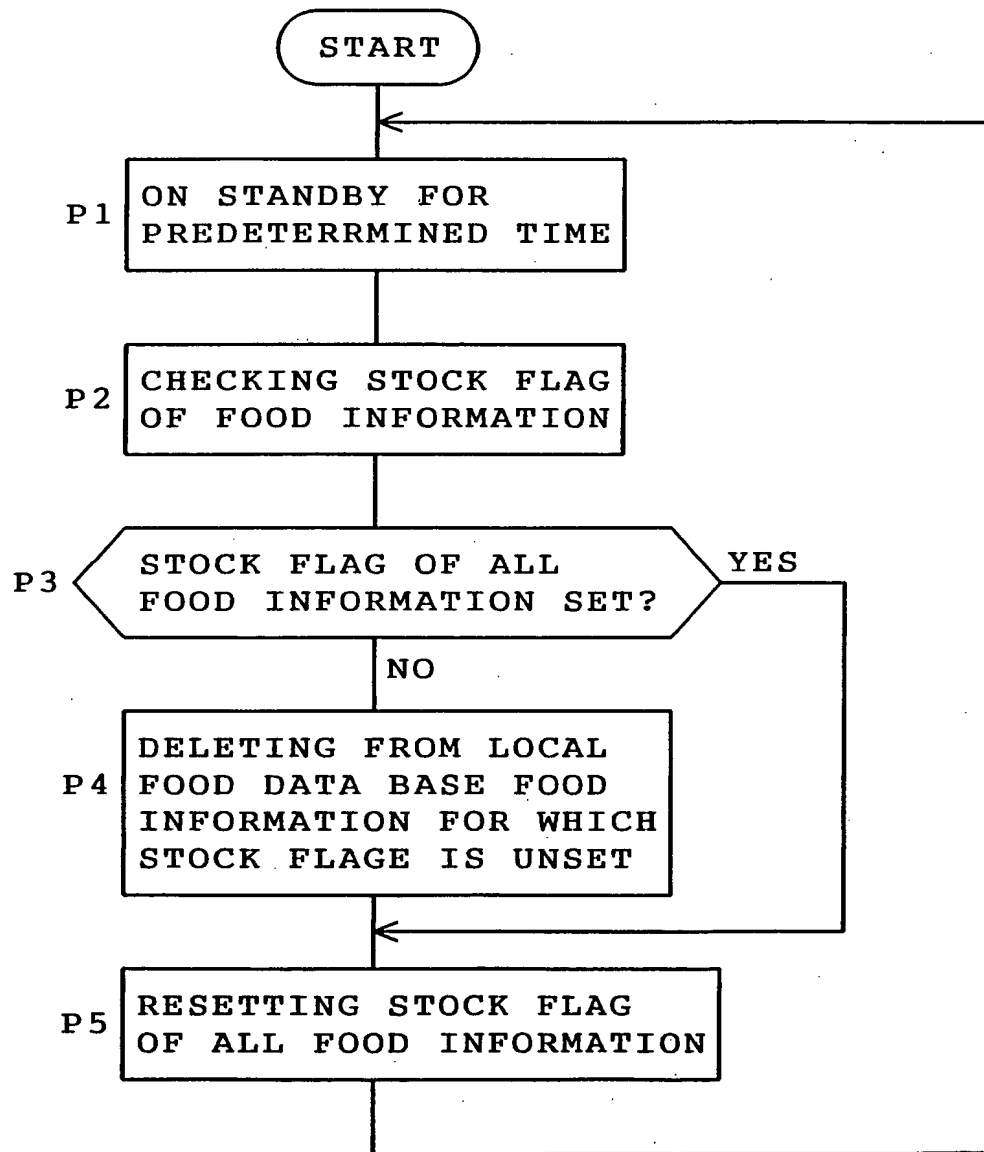 START
P1
ON STANDBY FOR
PREDETERRMINED TIME
P2
CHECKING STOCK FLAG
OF FOOD INFORMATION
P3
STOCK FLAG OF ALL
FOOD INFORMATION SET?
YES
NO
P4
DELETING FROM LOCAL
FOOD DATA BASE FOOD
INFORMATION FOR WHICH
STOCK FLAGE IS UNSET
P5
RESETTING STOCK FLAG
OF ALL FOOD INFORMATION